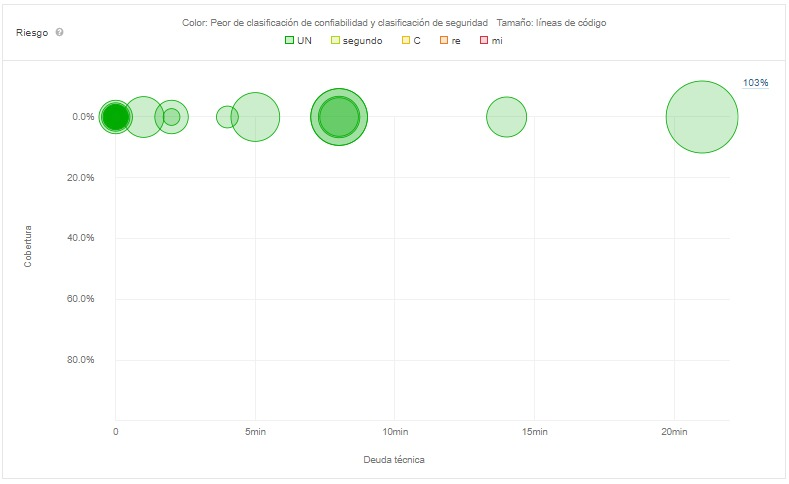 Color: Peor de clasificación de confiabilidad y clasificación de seguridad Tamaño: líneas de código
Riesgo ?
UN segundo C re mi
103%
0.0%
20.0%
40.0%
60.0%
80.0%
Cobertura
0 5min 10min 15min 20min
Deuda técnica